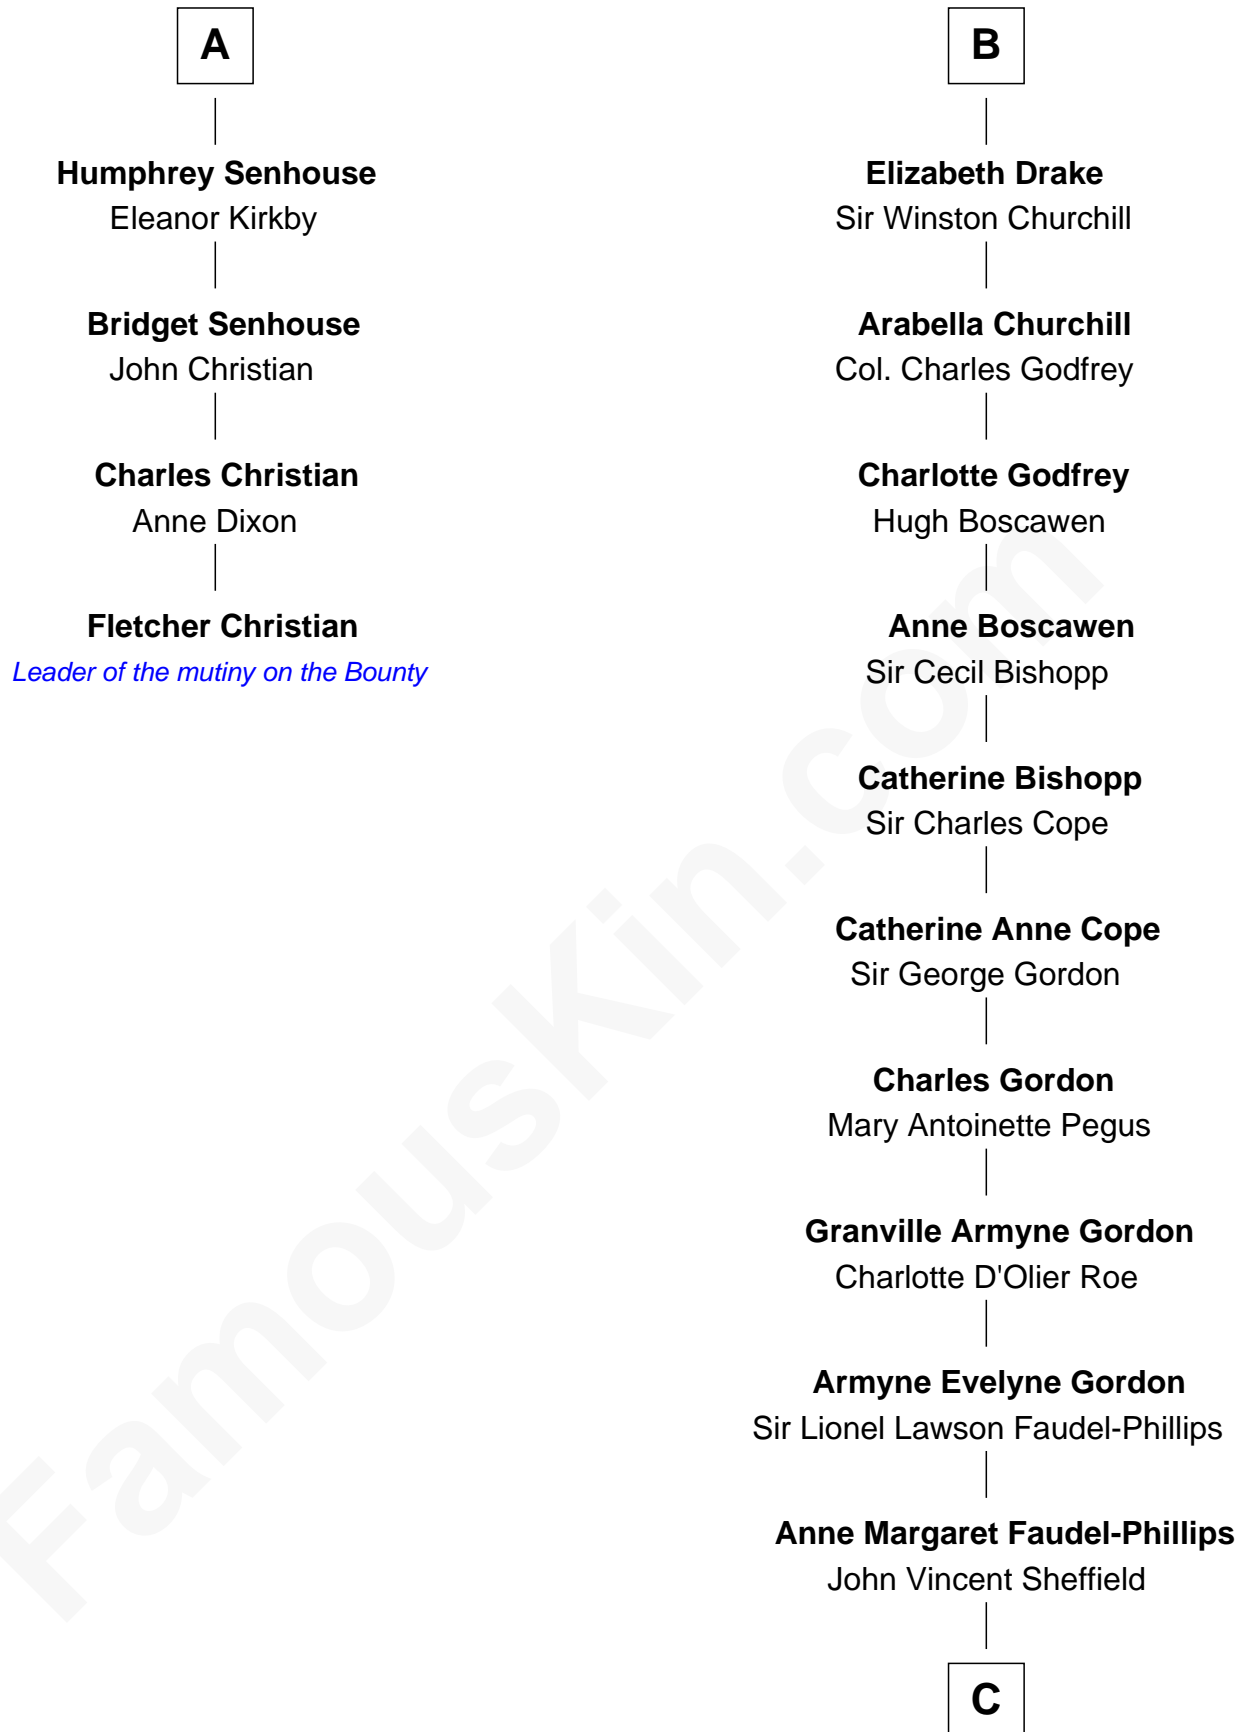 A
Humphrey Senhouse
Eleanor Kirkby
Bridget Senhouse
John Christian
Charles Christian
Anne Dixon
Fletcher Christian
Leader of the mutiny on the Bounty
B
Elizabeth Drake
Sir Winston Churchill
Arabella Churchill
Col. Charles Godfrey
Charlotte Godfrey
Hugh Boscawen
Anne Boscawen
Sir Cecil Bishopp
Catherine Bishopp
Sir Charles Cope
Catherine Anne Cope
Sir George Gordon
Charles Gordon
Mary Antoinette Pegus
Granville Armyne Gordon
Charlotte D'Olier Roe
Armyne Evelyne Gordon
Sir Lionel Lawson Faudel-Phillips
Anne Margaret Faudel-Phillips
John Vincent Sheffield
C
FamousKin.com